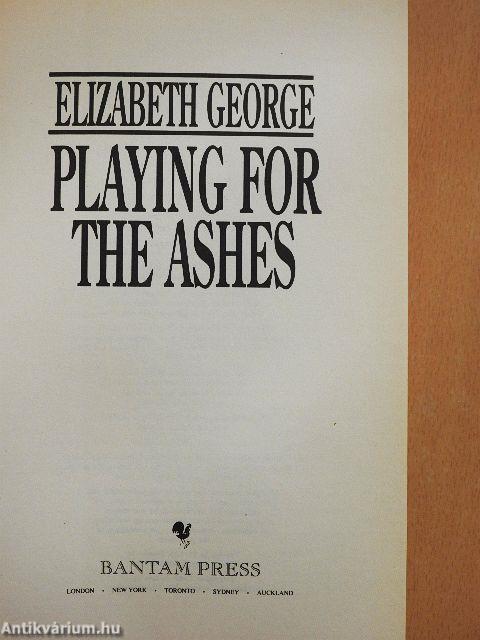 ELIZABETH GEORGE
PLAYING FOR
THE ASHES
BANTAM PRESS
LONDON · NEW YORK · TORONTO · SYDNEY · AUCKLAND
Antikvárium.hu